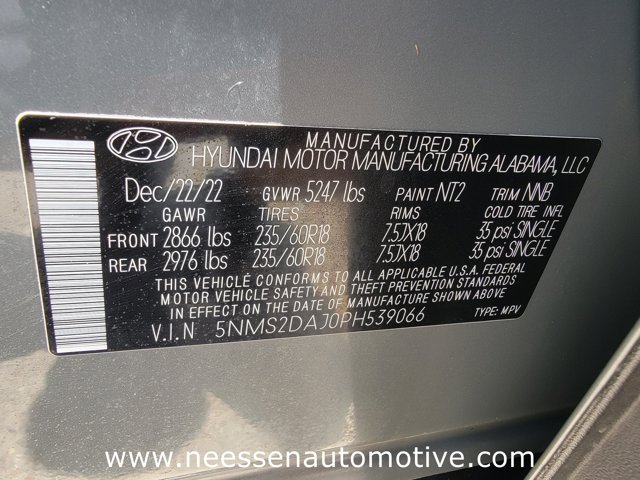 MANUFACTURED BY
HYUNDAI MOTOR MANUFACTURING ALABAMA, LLC
Dec/22/22 GVWR 5247 lbs PAINT NT2 TRIM NNB
GAWR TIRES RIMS COLD TIRE INFL
FRONT 2866 lbs 235/60R18 7.5JX18 35 psi SINGLE
REAR 2976 lbs 235/60R18 7.5JX18 35 psi SINGLE
THIS VEHICLE CONFORMS TO ALL APPLICABLE U.S.A. FEDERAL
MOTOR VEHICLE SAFETY AND THEFT PREVENTION STANDARDS
IN EFFECT ON THE DATE OF MANUFACTURE SHOWN ABOVE.
V.I.N 5NMS2DAJ0PH539066 TYPE: MPV
www.neessenautomotive.com